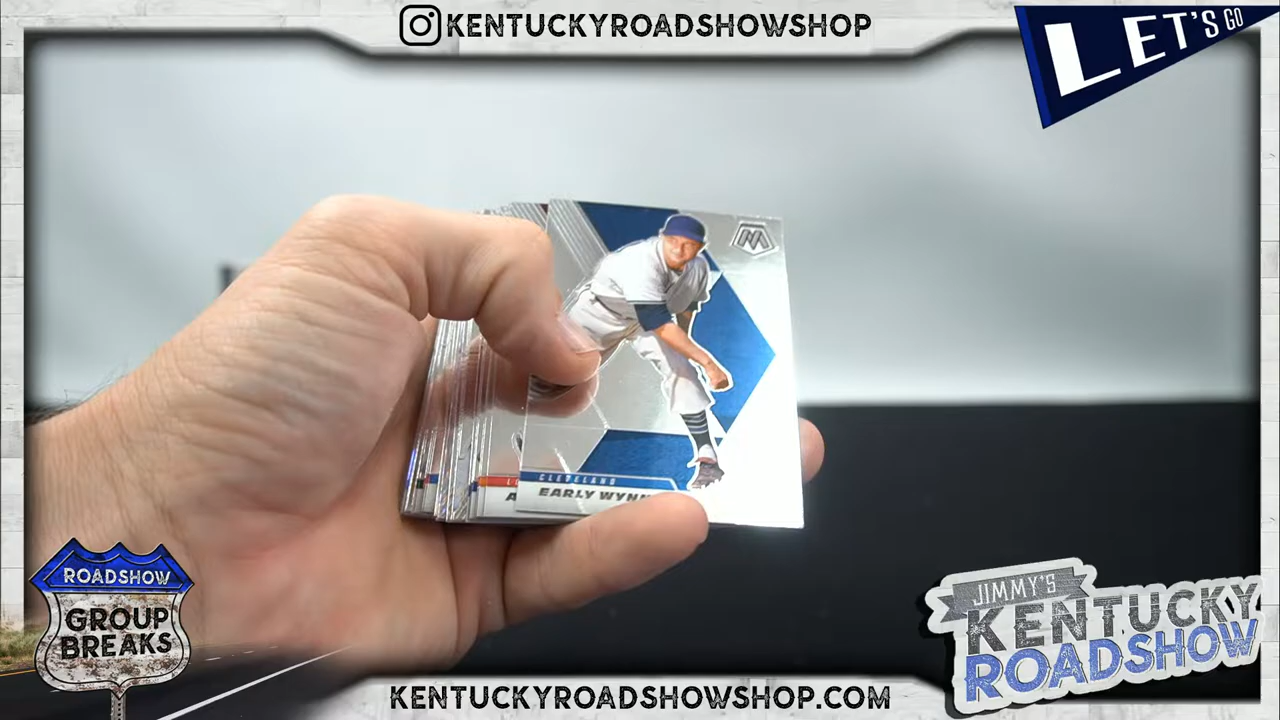 KENTUCKYROADSHOWSHOP
LET'S GO
CLEVELAND
EARLY WYNN
ROADSHOW
GROUP
BREAKS
JIMMY'S
KENTUCKY
ROADSHOW
KENTUCKYROADSHOWSHOP.COM